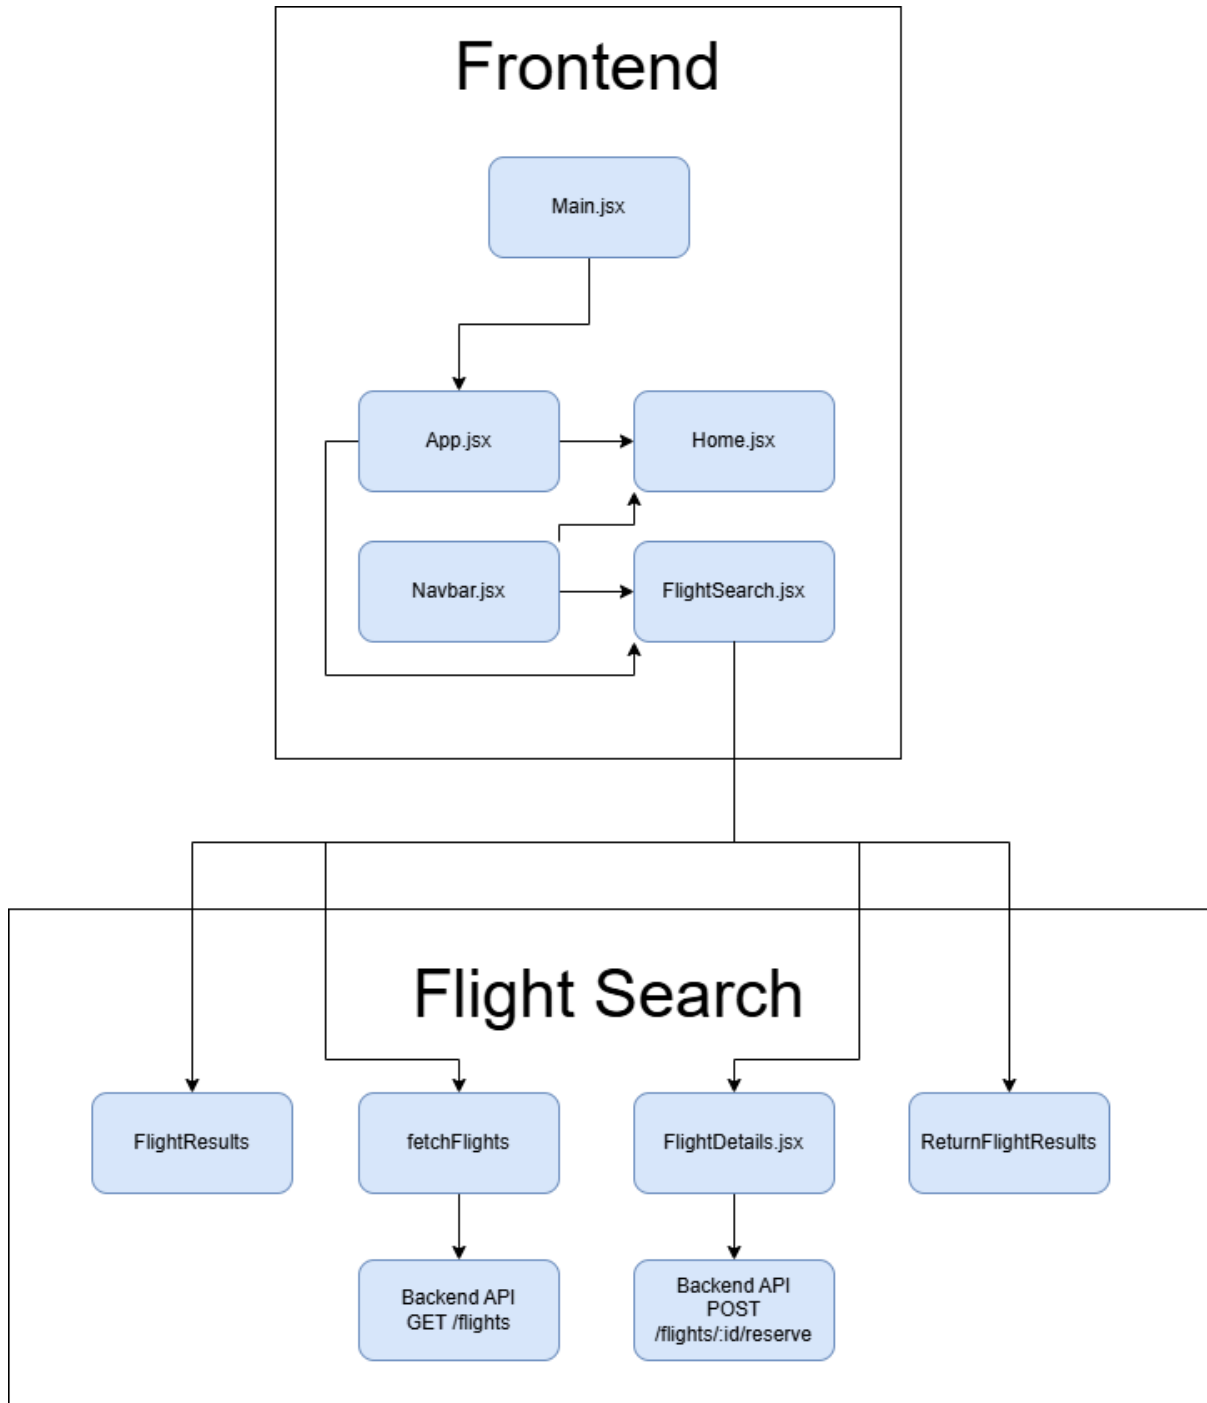 Frontend
Main.jsx
App.jsx
Home.jsx
Navbar.jsx
FlightSearch.jsx
Flight Search
FlightResults
fetchFlights
FlightDetails.jsx
ReturnFlightResults
Backend API
GET /flights
Backend API
POST
/flights/:id/reserve